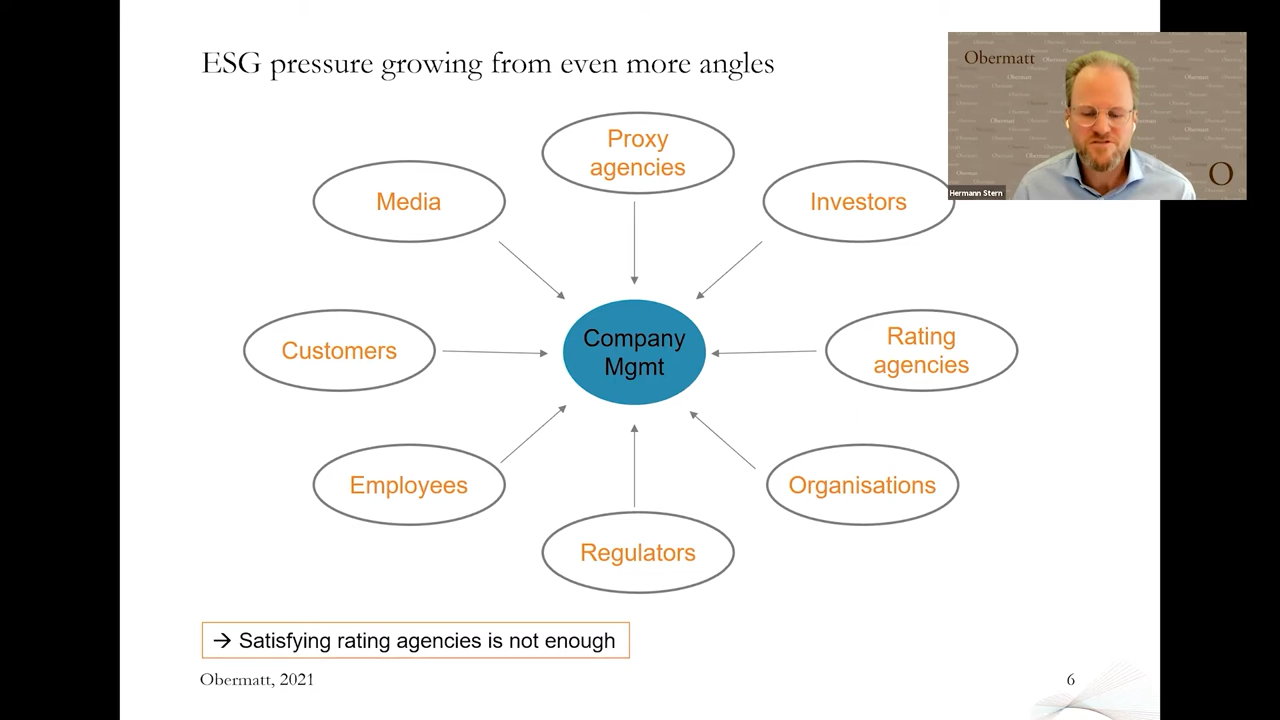 ESG pressure growing from even more angles
Obermatt
O
Hermann Stern
Proxy
agencies
Media
Investors
Company
Mgmt
Customers
Rating
agencies
Employees
Organisations
Regulators
→ Satisfying rating agencies is not enough
Obermatt, 2021
6